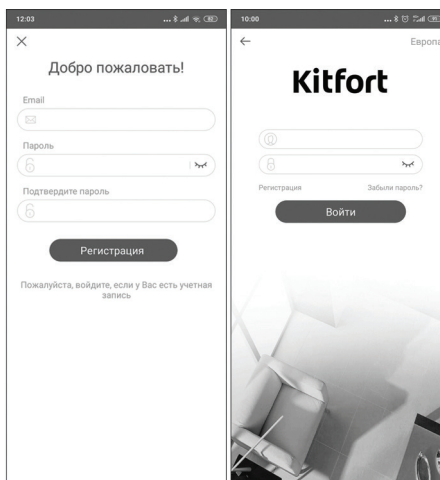 12:03
82
Добро пожаловать!
Email
Пароль
Подтвердите пароль
Регистрация
Пожалуйста, войдите, если у Вас есть учетная
запись
10:00
Европа
Kitfort
Регистрация
Забыли пароль?
Войти